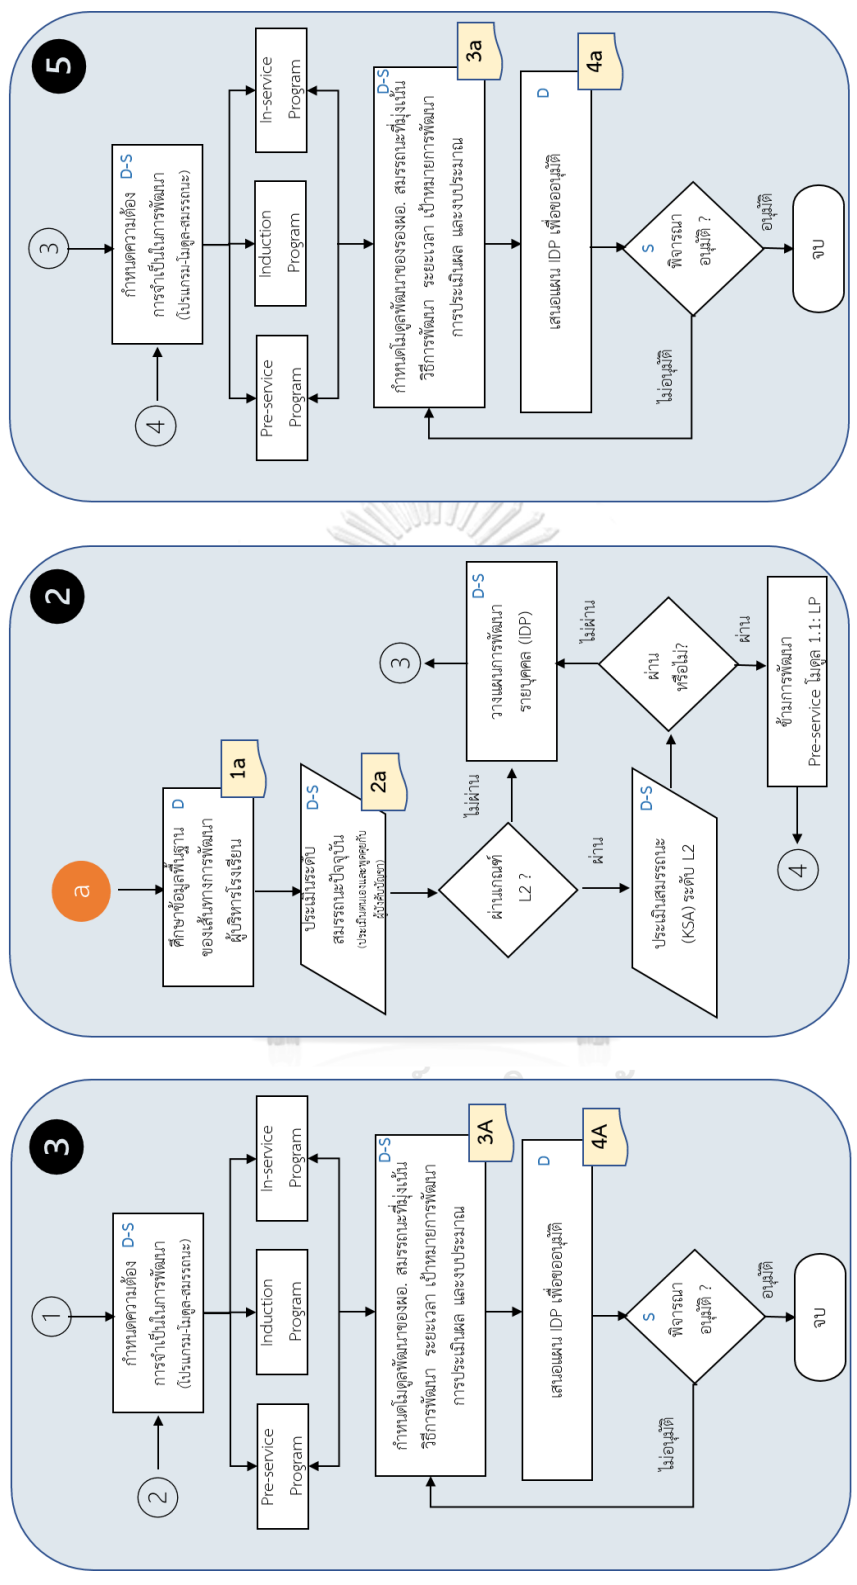 3
1
2
กำหนดความต้อง D-S
การจำเป็นในการพัฒนา
(โปรแกรม-โมดูล-สมรรถนะ)
Pre-service
Program
Induction
Program
In-service
Program
3A
D-S
กำหนดโมดูลพัฒนาของผอ. สมรรถนะที่มุ่งเน้น
วิธีการพัฒนา ระยะเวลา เป้าหมายการพัฒนา
การประเมินผล และงบประมาณ
4A
D
เสนอแผน IDP เพื่อขออนุมัติ
S
พิจารณา
อนุมัติ ?
ไม่อนุมัติ
อนุมัติ
จบ
2
a
1a
D
ศึกษาข้อมูลพื้นฐาน
ของเส้นทางการพัฒนา
ผู้บริหารโรงเรียน
2a
D-S
ประเมินระดับ
สมรรถนะปัจจุบัน
(ประเมินตนเองและพูดคุยกับ
ผู้บังคับบัญชา)
ผ่านเกณฑ์
L2 ?
ไม่ผ่าน
ผ่าน
3
D-S
วางแผนการพัฒนา
รายบุคคล (IDP)
D-S
ประเมินสมรรถนะ
(KSA) ระดับ L2
ไม่ผ่าน
ผ่าน
หรือไม่?
ผ่าน
ข้ามการพัฒนา
Pre-service โมดูล 1.1: LP
4
5
3
4
กำหนดความต้อง D-S
การจำเป็นในการพัฒนา
(โปรแกรม-โมดูล-สมรรถนะ)
Pre-service
Program
Induction
Program
In-service
Program
3a
D-S
กำหนดโมดูลพัฒนาของรองผอ. สมรรถนะที่มุ่งเน้น
วิธีการพัฒนา ระยะเวลา เป้าหมายการพัฒนา
การประเมินผล และงบประมาณ
4a
D
เสนอแผน IDP เพื่อขออนุมัติ
S
พิจารณา
อนุมัติ ?
ไม่อนุมัติ
อนุมัติ
จบ